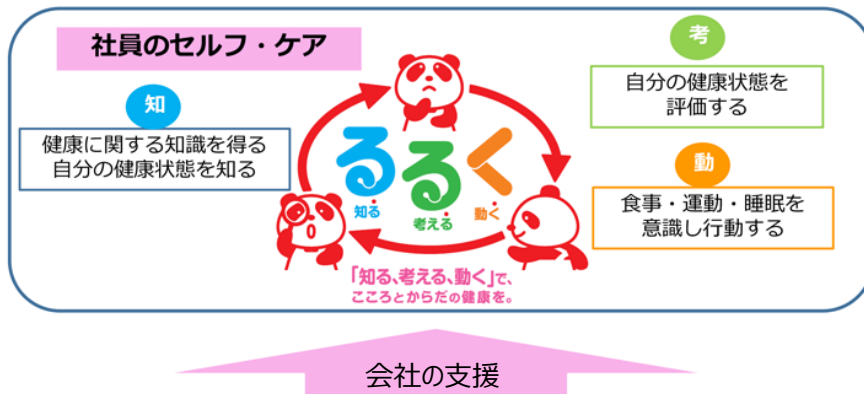 社員のセルフ・ケア
知
健康に関する知識を得る
自分の健康状態を知る
るるく
知る
考える
動く
「知る、考える、動く」で、
こころとからだの健康を。
考
自分の健康状態を
評価する
動
食事・運動・睡眠を
意識し行動する
会社の支援